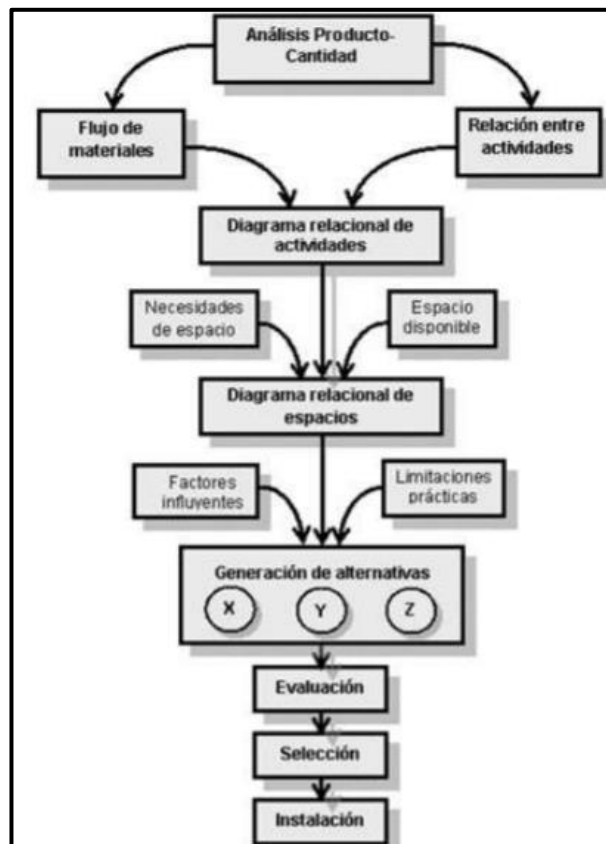 Análisis Producto-
Cantidad
Flujo de
materiales
Relación entre
actividades
Diagrama relacional de
actividades
Necesidades
de espacio
Espacio
disponible
Diagrama relacional de
espacios
Factores
influyentes
Limitaciones
prácticas
Generación de alternativas
X
Y
Z
Evaluación
Selección
Instalación